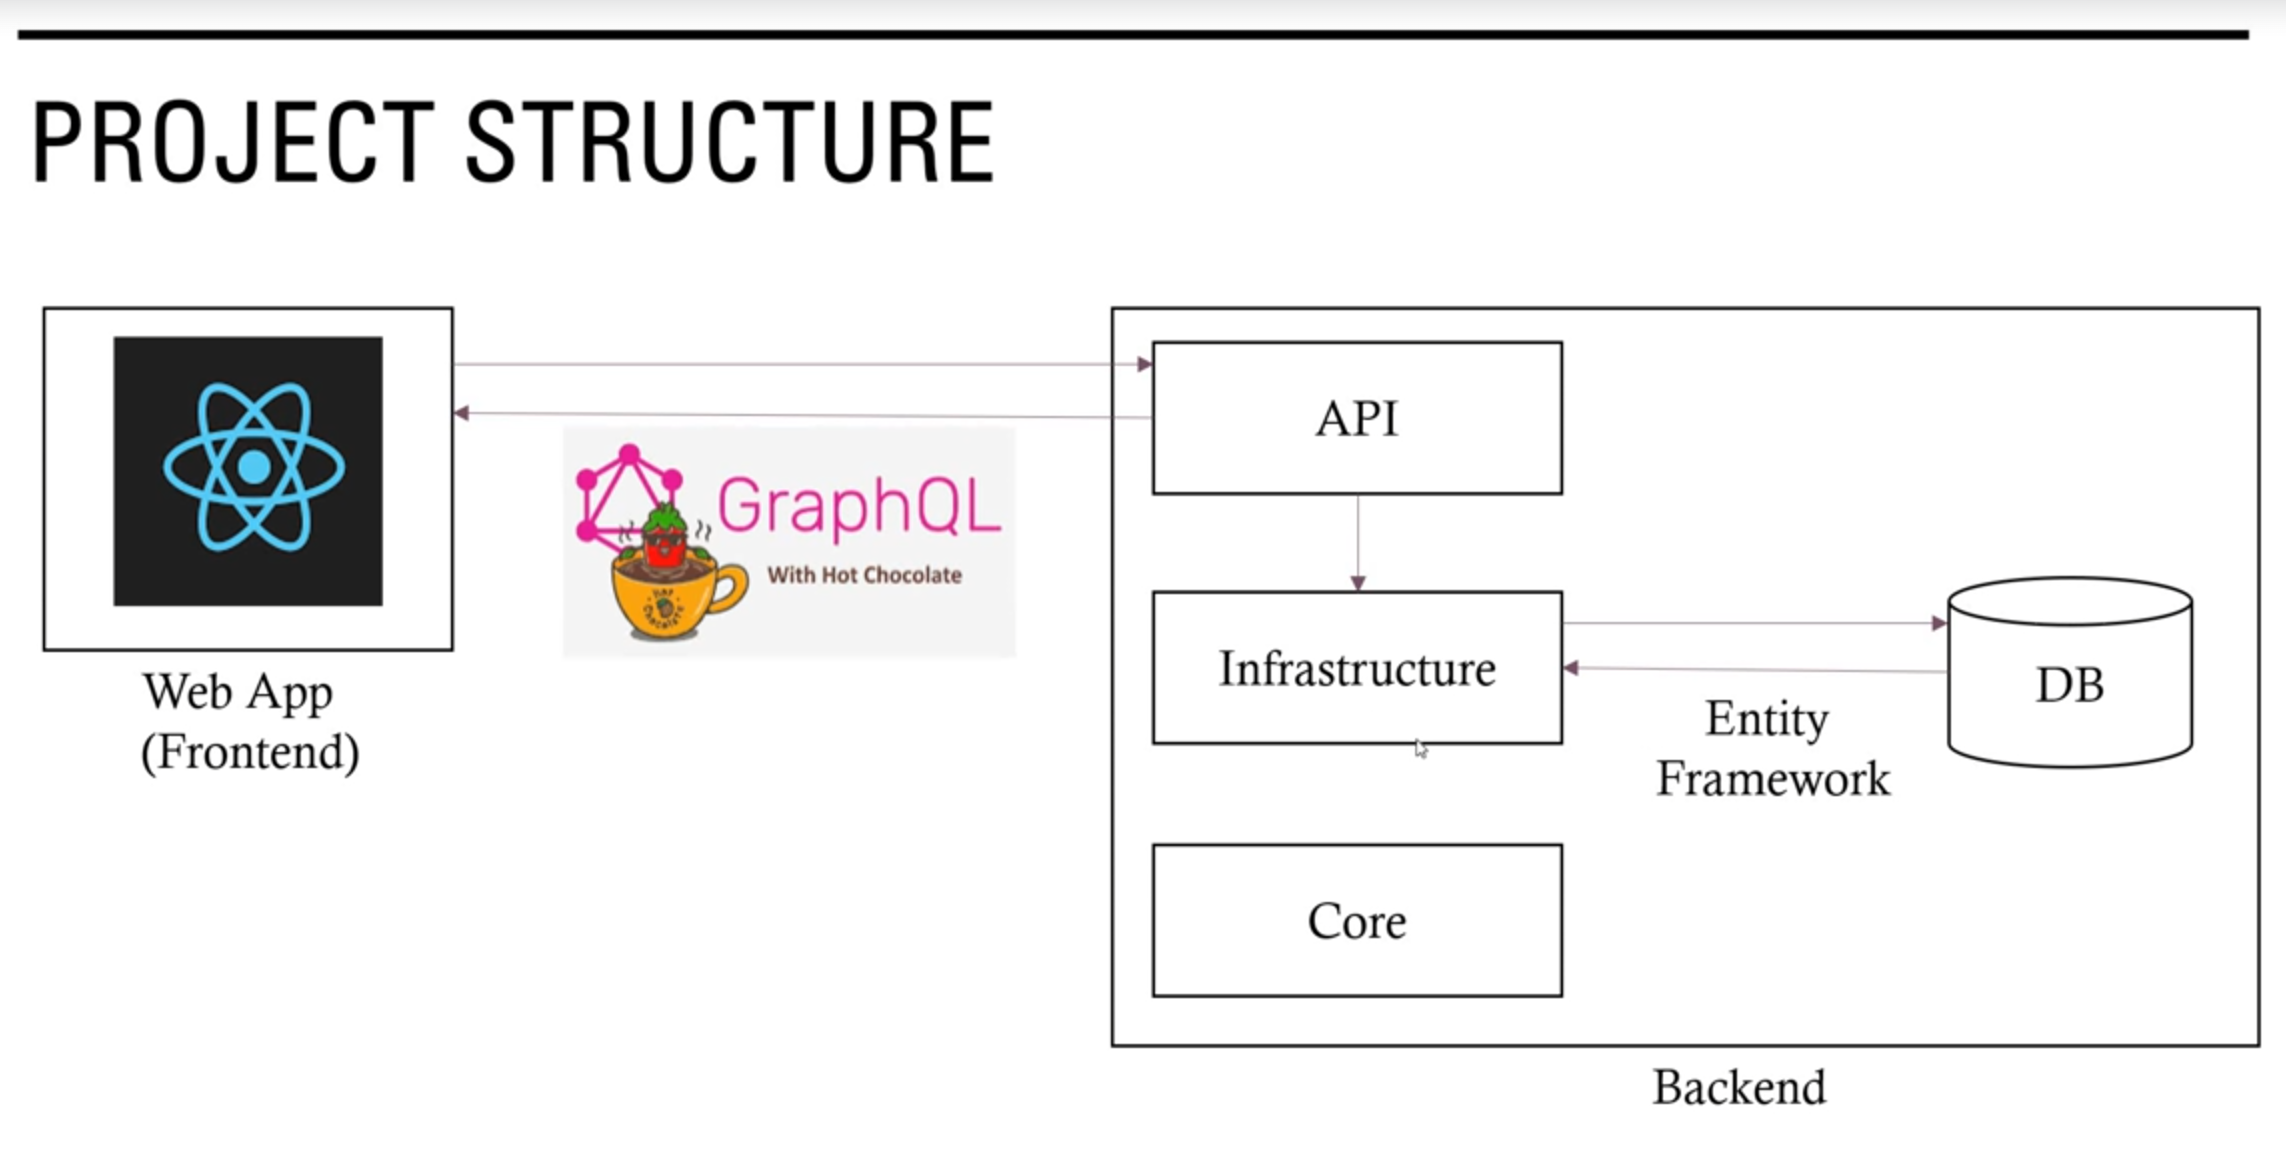 PROJECT STRUCTURE
API
GraphQL
With Hot Chocolate
Infrastructure
DB
Web App
(Frontend)
Entity
Framework
Core
Backend